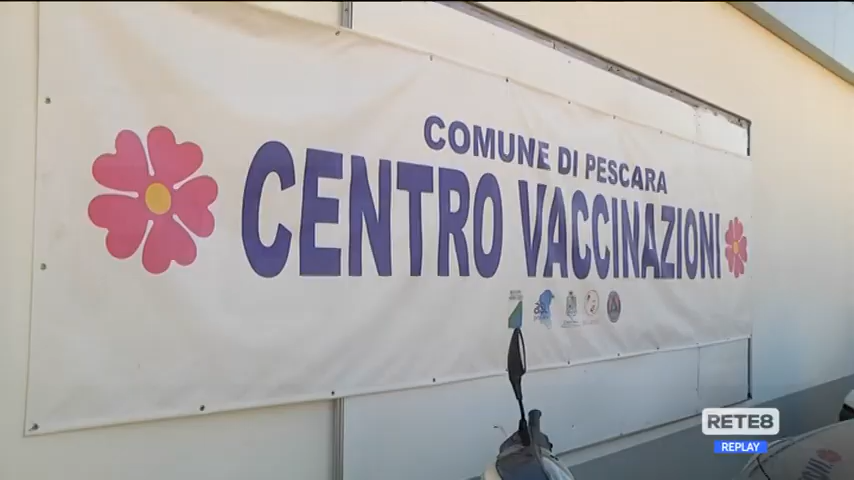 COMUNE DI PESCARA
CENTRO VACCINAZIONI
RETE8
REPLAY